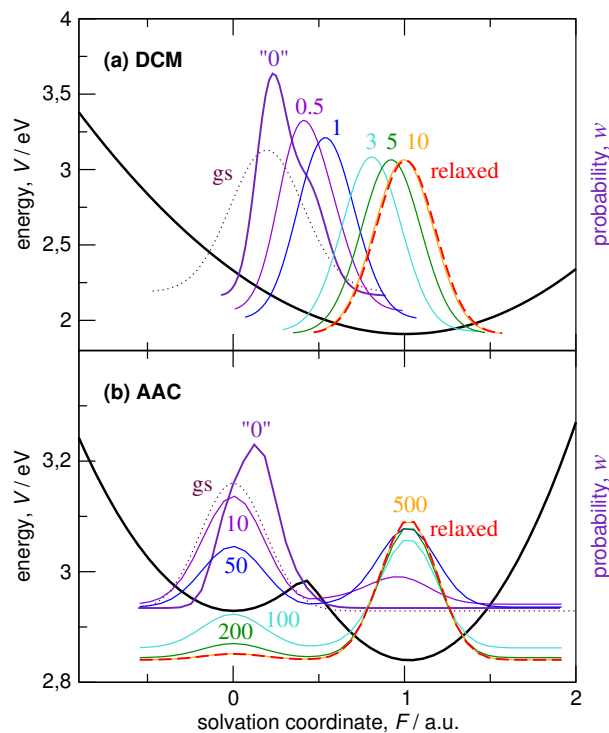 4
(a) DCM
"0"
0.5
1
3,5
3
5
10
gs
relaxed
3
2,5
2
energy, V / eV
probability, w
(b) AAC
"0"
3,2
gs
500
relaxed
10
50
3
100
200
2,8
energy, V / eV
probability, w
0
1
2
solvation coordinate, F / a.u.